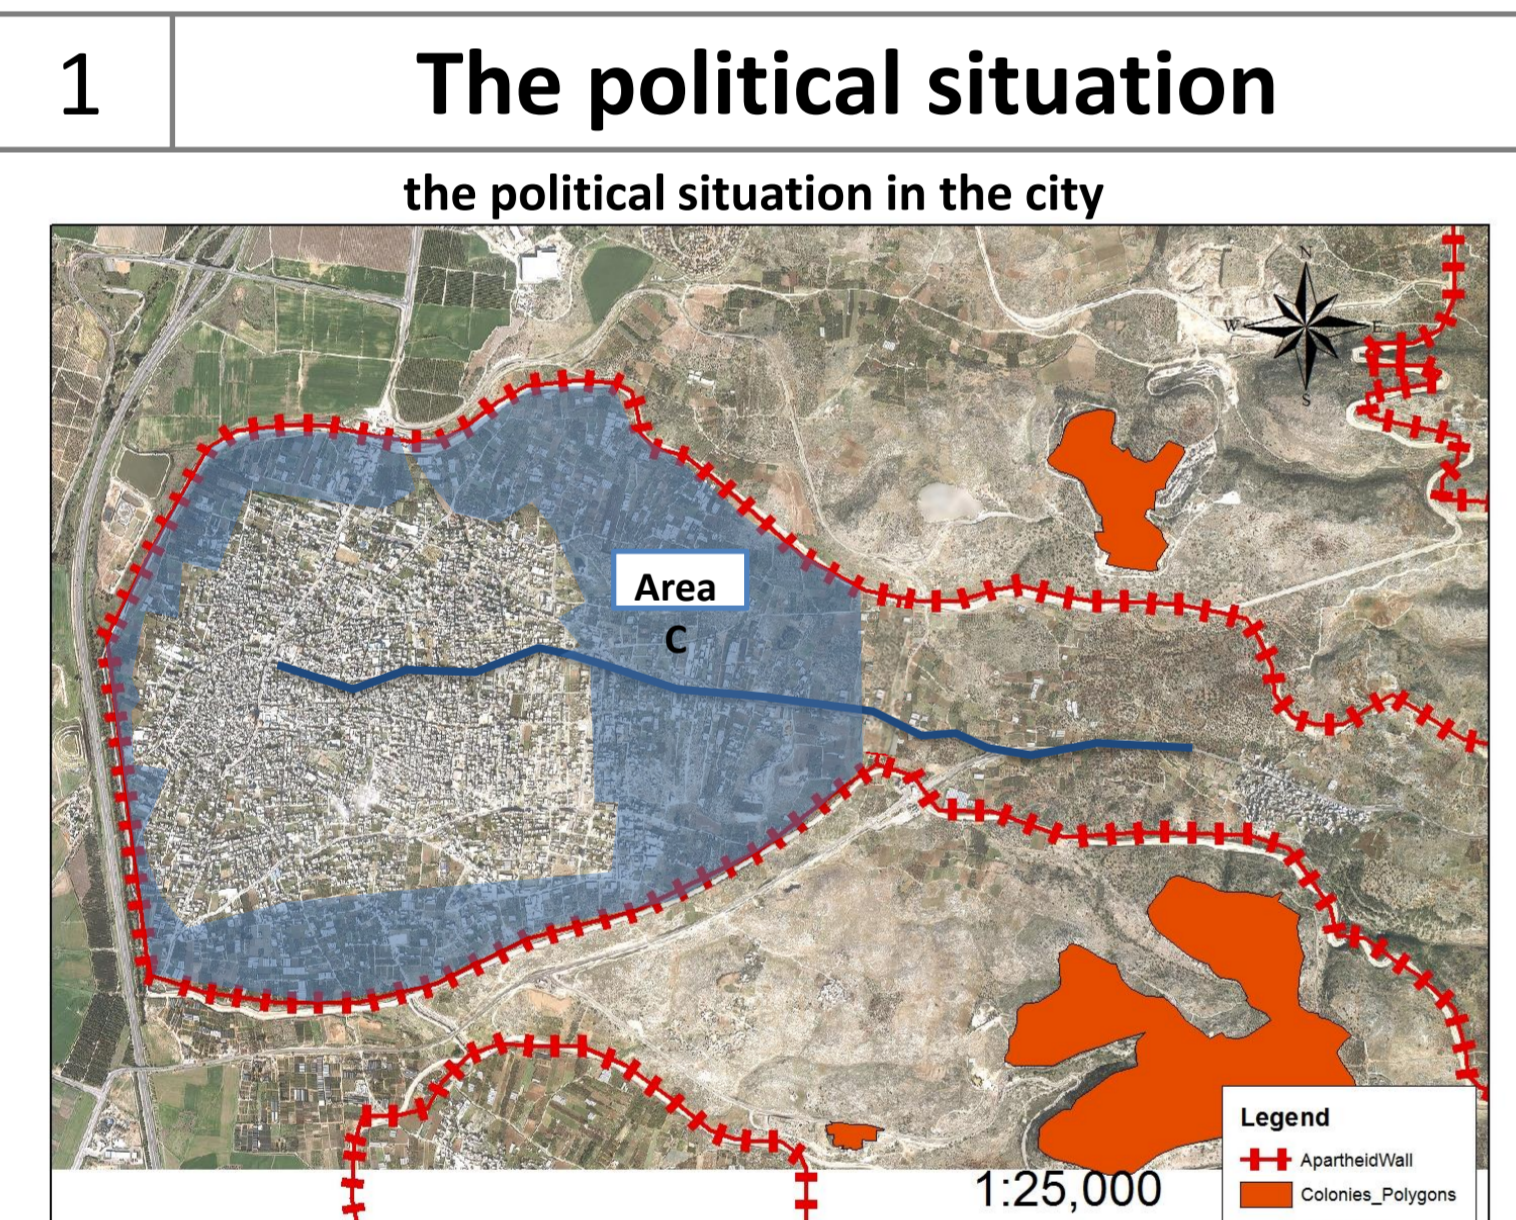 1
The political situation
the political situation in the city
N
W
E
S
Area
C
1:25,000
Legend
ApartheidWall
Colonies_Polygons